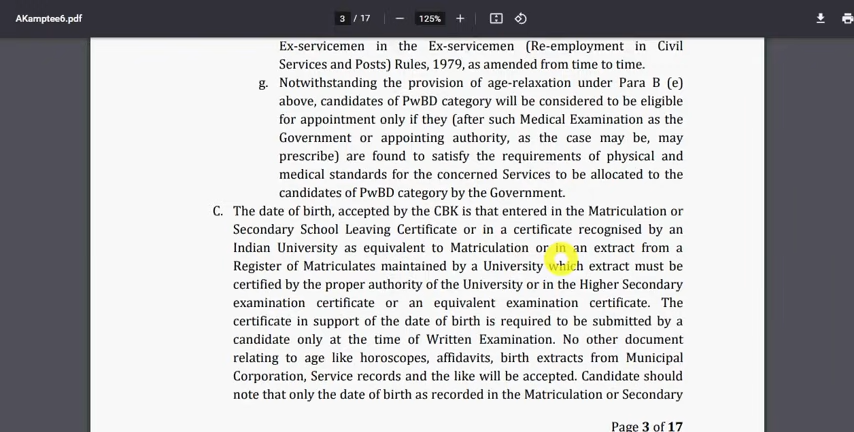 AKamptee6.pdf 3 / 17 — 125% +
Ex-servicemen in the Ex-servicemen (Re-employment in Civil
Services and Posts) Rules, 1979, as amended from time to time.
g. Notwithstanding the provision of age-relaxation under Para B (e)
above, candidates of PwBD category will be considered to be eligible
for appointment only if they (after such Medical Examination as the
Government or appointing authority, as the case may be, may
prescribe) are found to satisfy the requirements of physical and
medical standards for the concerned Services to be allocated to the
candidates of PwBD category by the Government.
C. The date of birth, accepted by the CBK is that entered in the Matriculation or
Secondary School Leaving Certificate or in a certificate recognised by an
Indian University as equivalent to Matriculation or in an extract from a
Register of Matriculates maintained by a University which extract must be
certified by the proper authority of the University or in the Higher Secondary
examination certificate or an equivalent examination certificate. The
certificate in support of the date of birth is required to be submitted by a
candidate only at the time of Written Examination. No other document
relating to age like horoscopes, affidavits, birth extracts from Municipal
Corporation, Service records and the like will be accepted. Candidate should
note that only the date of birth as recorded in the Matriculation or Secondary
Page 3 of 17